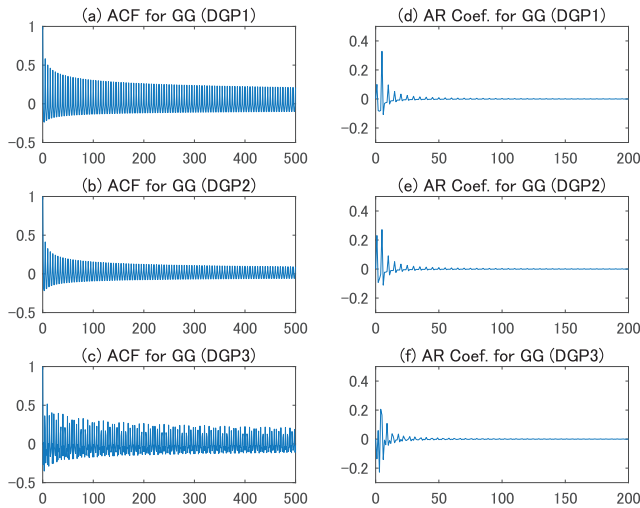 (a) ACF for GG (DGP1)
1
0.5
0
−0.5
0 100 200 300 400 500
(d) AR Coef. for GG (DGP1)
0.4
0.2
0
−0.2
0 50 100 150 200
(b) ACF for GG (DGP2)
1
0.5
0
−0.5
0 100 200 300 400 500
(e) AR Coef. for GG (DGP2)
0.4
0.2
0
−0.2
0 50 100 150 200
(c) ACF for GG (DGP3)
1
0.5
0
−0.5
0 100 200 300 400 500
(f) AR Coef. for GG (DGP3)
0.4
0.2
0
−0.2
0 50 100 150 200